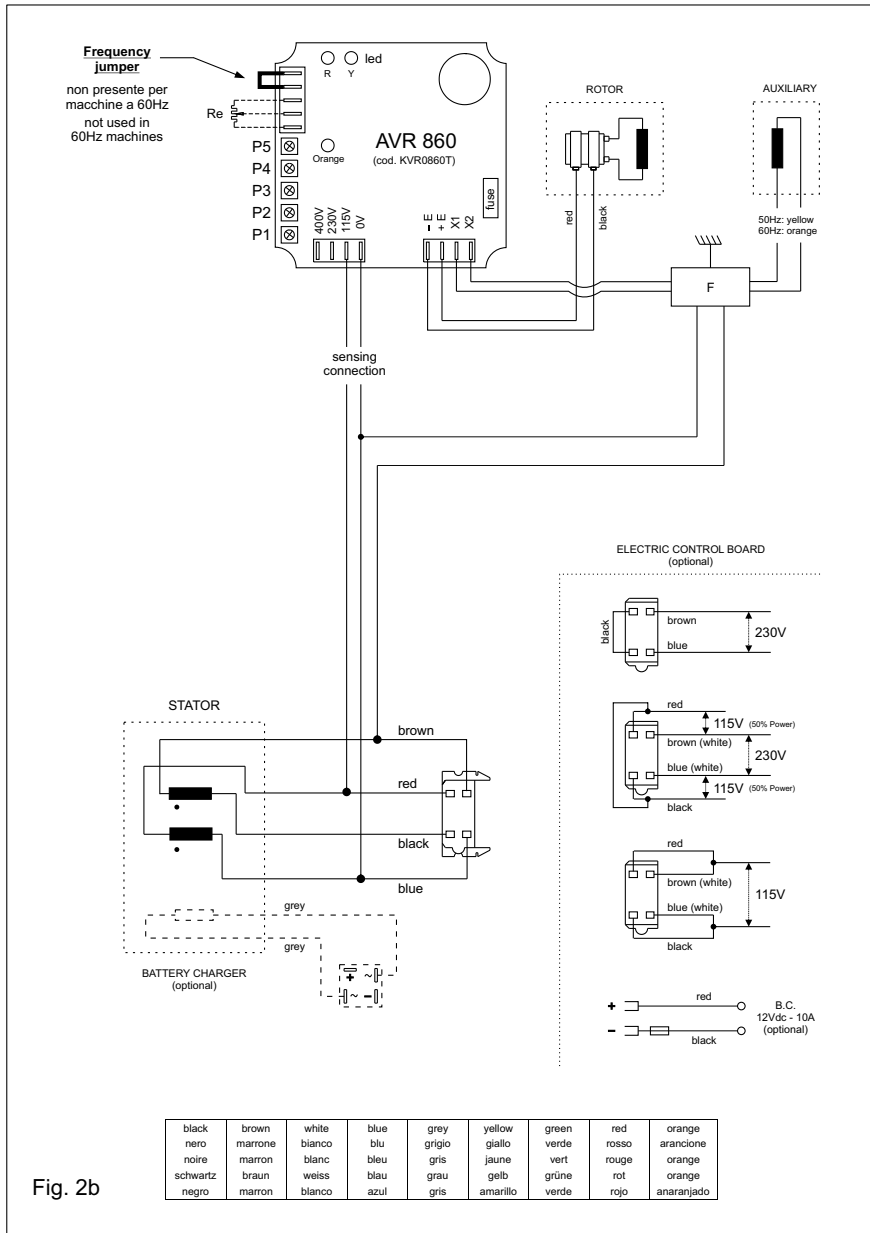 Frequency
jumper
non presente per
macchine a 60Hz
not used in
60Hz machines
Re
R Y led
Orange
AVR 860
(cod. KVR0860T)
P5
P4
P3
P2
P1
400V
230V
115V
0V
fuse
- E
+ E
X1
X2
ROTOR
red
black
AUXILIARY
50Hz: yellow
60Hz: orange
F
sensing
connection
ELECTRIC CONTROL BOARD
(optional)
black
brown
blue
230V
red
115V (50% Power)
brown (white)
230V
blue (white)
115V (50% Power)
black
red
brown (white)
115V
blue (white)
black
+ red
B.C.
12Vdc - 10A
(optional)
- black
STATOR
brown
red
black
blue
grey
grey
+ ~
~ -
BATTERY CHARGER
(optional)
black brown white blue grey yellow green red orange
nero marrone bianco blu grigio giallo verde rosso arancione
noire marron blanc bleu gris jaune vert rouge orange
schwartz braun weiss blau grau gelb grüne rot orange
negro marron blanco azul gris amarillo verde rojo anaranjado
Fig. 2b